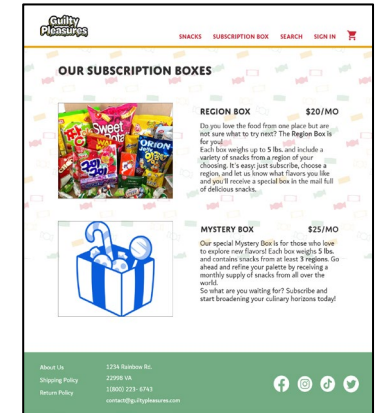 Guilty
Pleasures
SNACKS SUBSCRIPTION BOX SEARCH SIGN IN
OUR SUBSCRIPTION BOXES
REGION BOX $20/MO
Do you love the food from one place but are
not sure what to try next? The Region Box is
for you!
Each box weighs up to 5 lbs. and include a
variety of snacks from a region of your
choosing. It's easy: just subscribe, choose a
region, and let us know what flavors you like
and you'll receive a special box in the mail full
of delicious snacks.
Sweet
ORION
MYSTERY BOX $25/MO
Our special Mystery Box is for those who love
to explore new flavors! Each box weighs 5 lbs.
and contains snacks from at least 3 regions. Go
ahead and refine your palette by receiving a
monthly supply of snacks from all over the
world.
So what are you waiting for? Subscribe and
start broadening your culinary horizons today!
About Us
Shipping Policy
Return Policy
1234 Rainbow Rd.
22998 VA
1(800) 223- 6743
contact@guiltypleasures.com